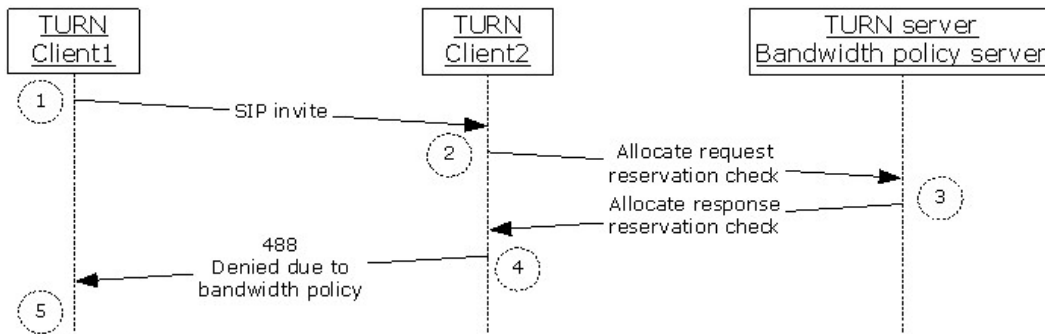 TURN
Client1
TURN
Client2
TURN server
Bandwidth policy server
1
SIP invite
2
Allocate request
reservation check
3
Allocate response
reservation check
488
Denied due to
bandwidth policy
4
5